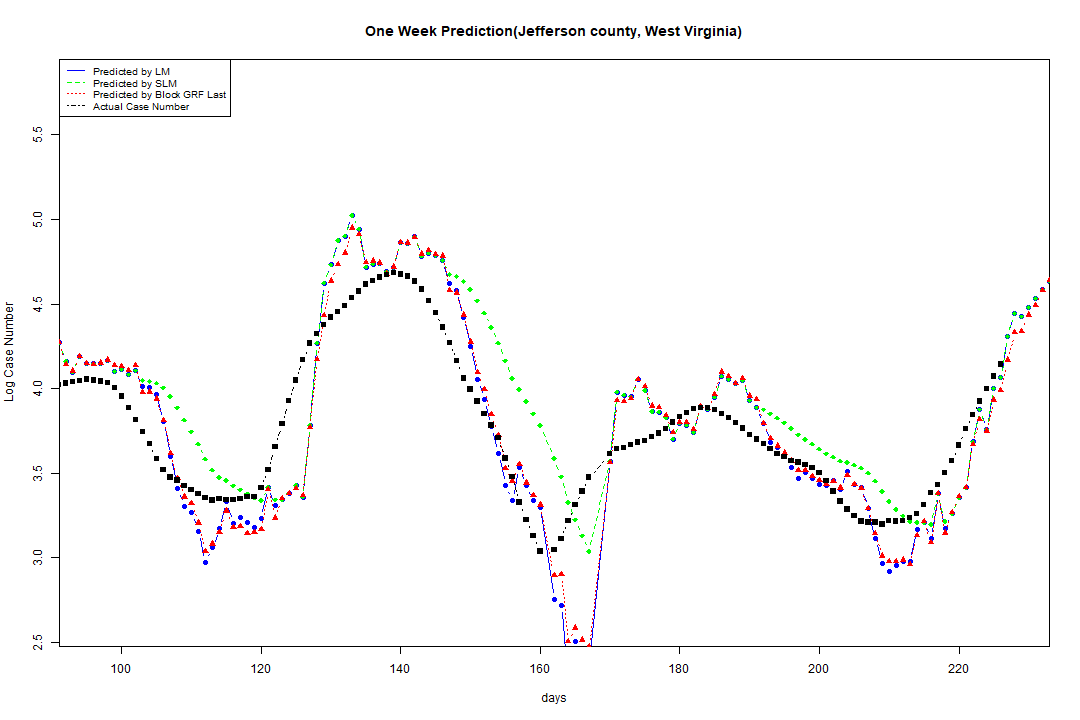 One Week Prediction(Jefferson county, West Virginia)
Predicted by LM
Predicted by SLM
Predicted by Block GRF Last
Actual Case Number
5.5
5.0
4.5
4.0
3.5
3.0
2.5
Log Case Number
100 120 140 160 180 200 220
days